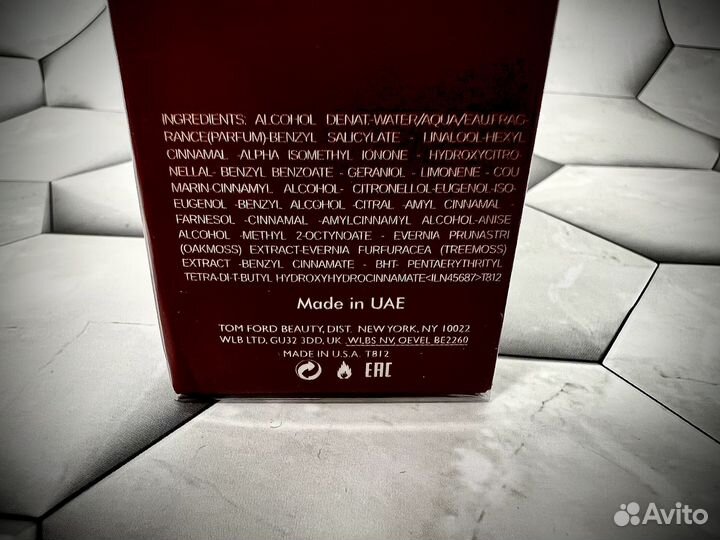 INGREDIENTS: ALCOHOL DENAT.-WATER/AQUA/EAU.FRAG-
RANCE(PARFUM)-BENZYL SALICYLATE - LINALOOL-HEXYL
CINNAMAL -ALPHA ISOMETHYL IONONE - HYDROXYCITRO-
NELLAL- BENZYL BENZOATE - GERANIOL - LIMONENE - COU
MARIN-CINNAMYL ALCOHOL- CITRONELLOL-EUGENOL-ISO-
EUGENOL -BENZYL ALCOHOL -CITRAL -AMYL CINNAMAL -
FARNESOL -CINNAMAL -AMYLCINNAMYL ALCOHOL-ANISE
ALCOHOL -METHYL 2-OCTYNOATE - EVERNIA PRUNASTRI
(OAKMOSS) EXTRACT-EVERNIA FURFURACEA (TREEMOSS)
EXTRACT -BENZYL CINNAMATE - BHT- PENTAERYTHRITYL
TETRA-DI-T-BUTYL HYDROXYHYDROCINNAMATE<ILN45687>T812
Made in UAE
TOM FORD BEAUTY, DIST. NEW YORK, NY 10022
WLB LTD, GU32 3DD, UK WLBS NV, OEVEL BE2260
MADE IN U.S.A. T812
EAC
Avito